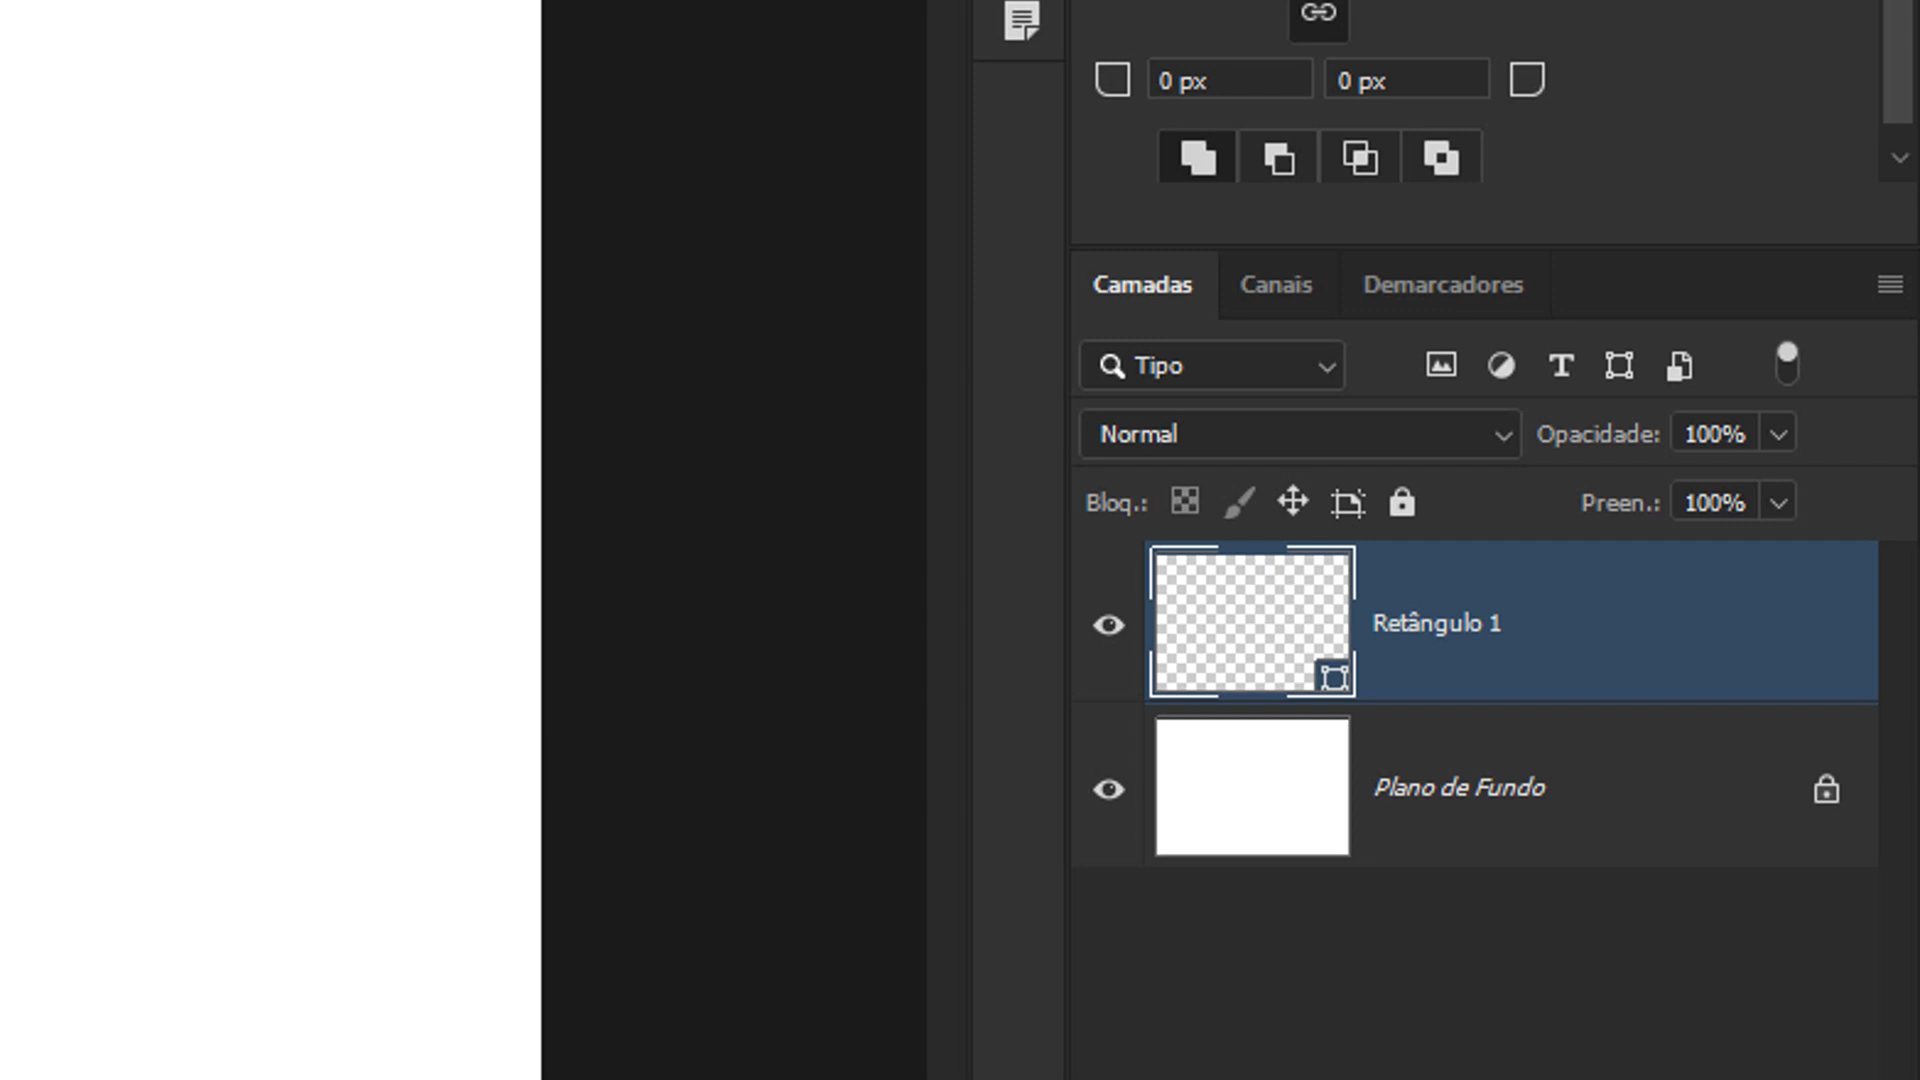 0 px 0 px
Camadas Canais Demarcadores
Tipo
Normal Opacidade: 100%
Bloq.: Preen.: 100%
Retângulo 1
Plano de Fundo